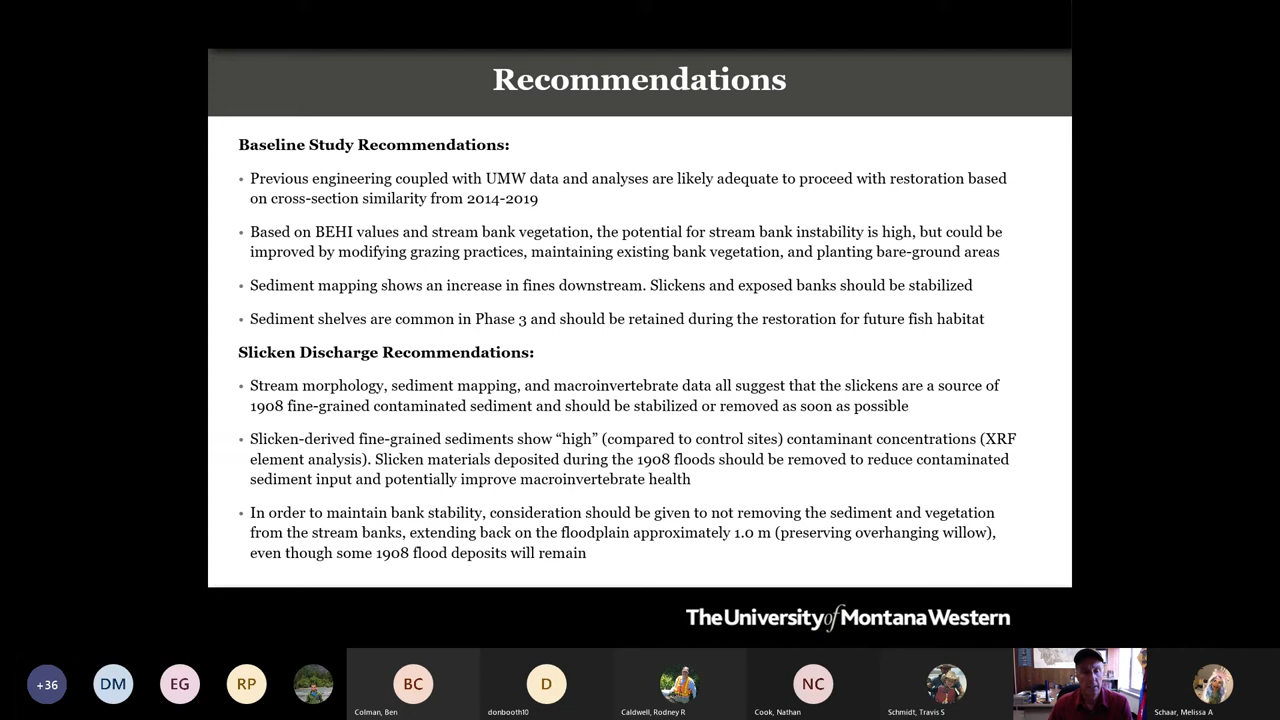 Recommendations
Baseline Study Recommendations:
• Previous engineering coupled with UMW data and analyses are likely adequate to proceed with restoration based
on cross-section similarity from 2014-2019
• Based on BEHI values and stream bank vegetation, the potential for stream bank instability is high, but could be
improved by modifying grazing practices, maintaining existing bank vegetation, and planting bare-ground areas
• Sediment mapping shows an increase in fines downstream. Slickens and exposed banks should be stabilized
• Sediment shelves are common in Phase 3 and should be retained during the restoration for future fish habitat
Slicken Discharge Recommendations:
• Stream morphology, sediment mapping, and macroinvertebrate data all suggest that the slickens are a source of
1908 fine-grained contaminated sediment and should be stabilized or removed as soon as possible
• Slicken-derived fine-grained sediments show “high” (compared to control sites) contaminant concentrations (XRF
element analysis). Slicken materials deposited during the 1908 floods should be removed to reduce contaminated
sediment input and potentially improve macroinvertebrate health
• In order to maintain bank stability, consideration should be given to not removing the sediment and vegetation
from the stream banks, extending back on the floodplain approximately 1.0 m (preserving overhanging willow),
even though some 1908 flood deposits will remain
The University of Montana Western
+36 DM EG RP BC D NC
Colman, Ben donbooth10 Caldwell, Rodney R Cook, Nathan Schmidt, Travis S Schaar, Melissa A